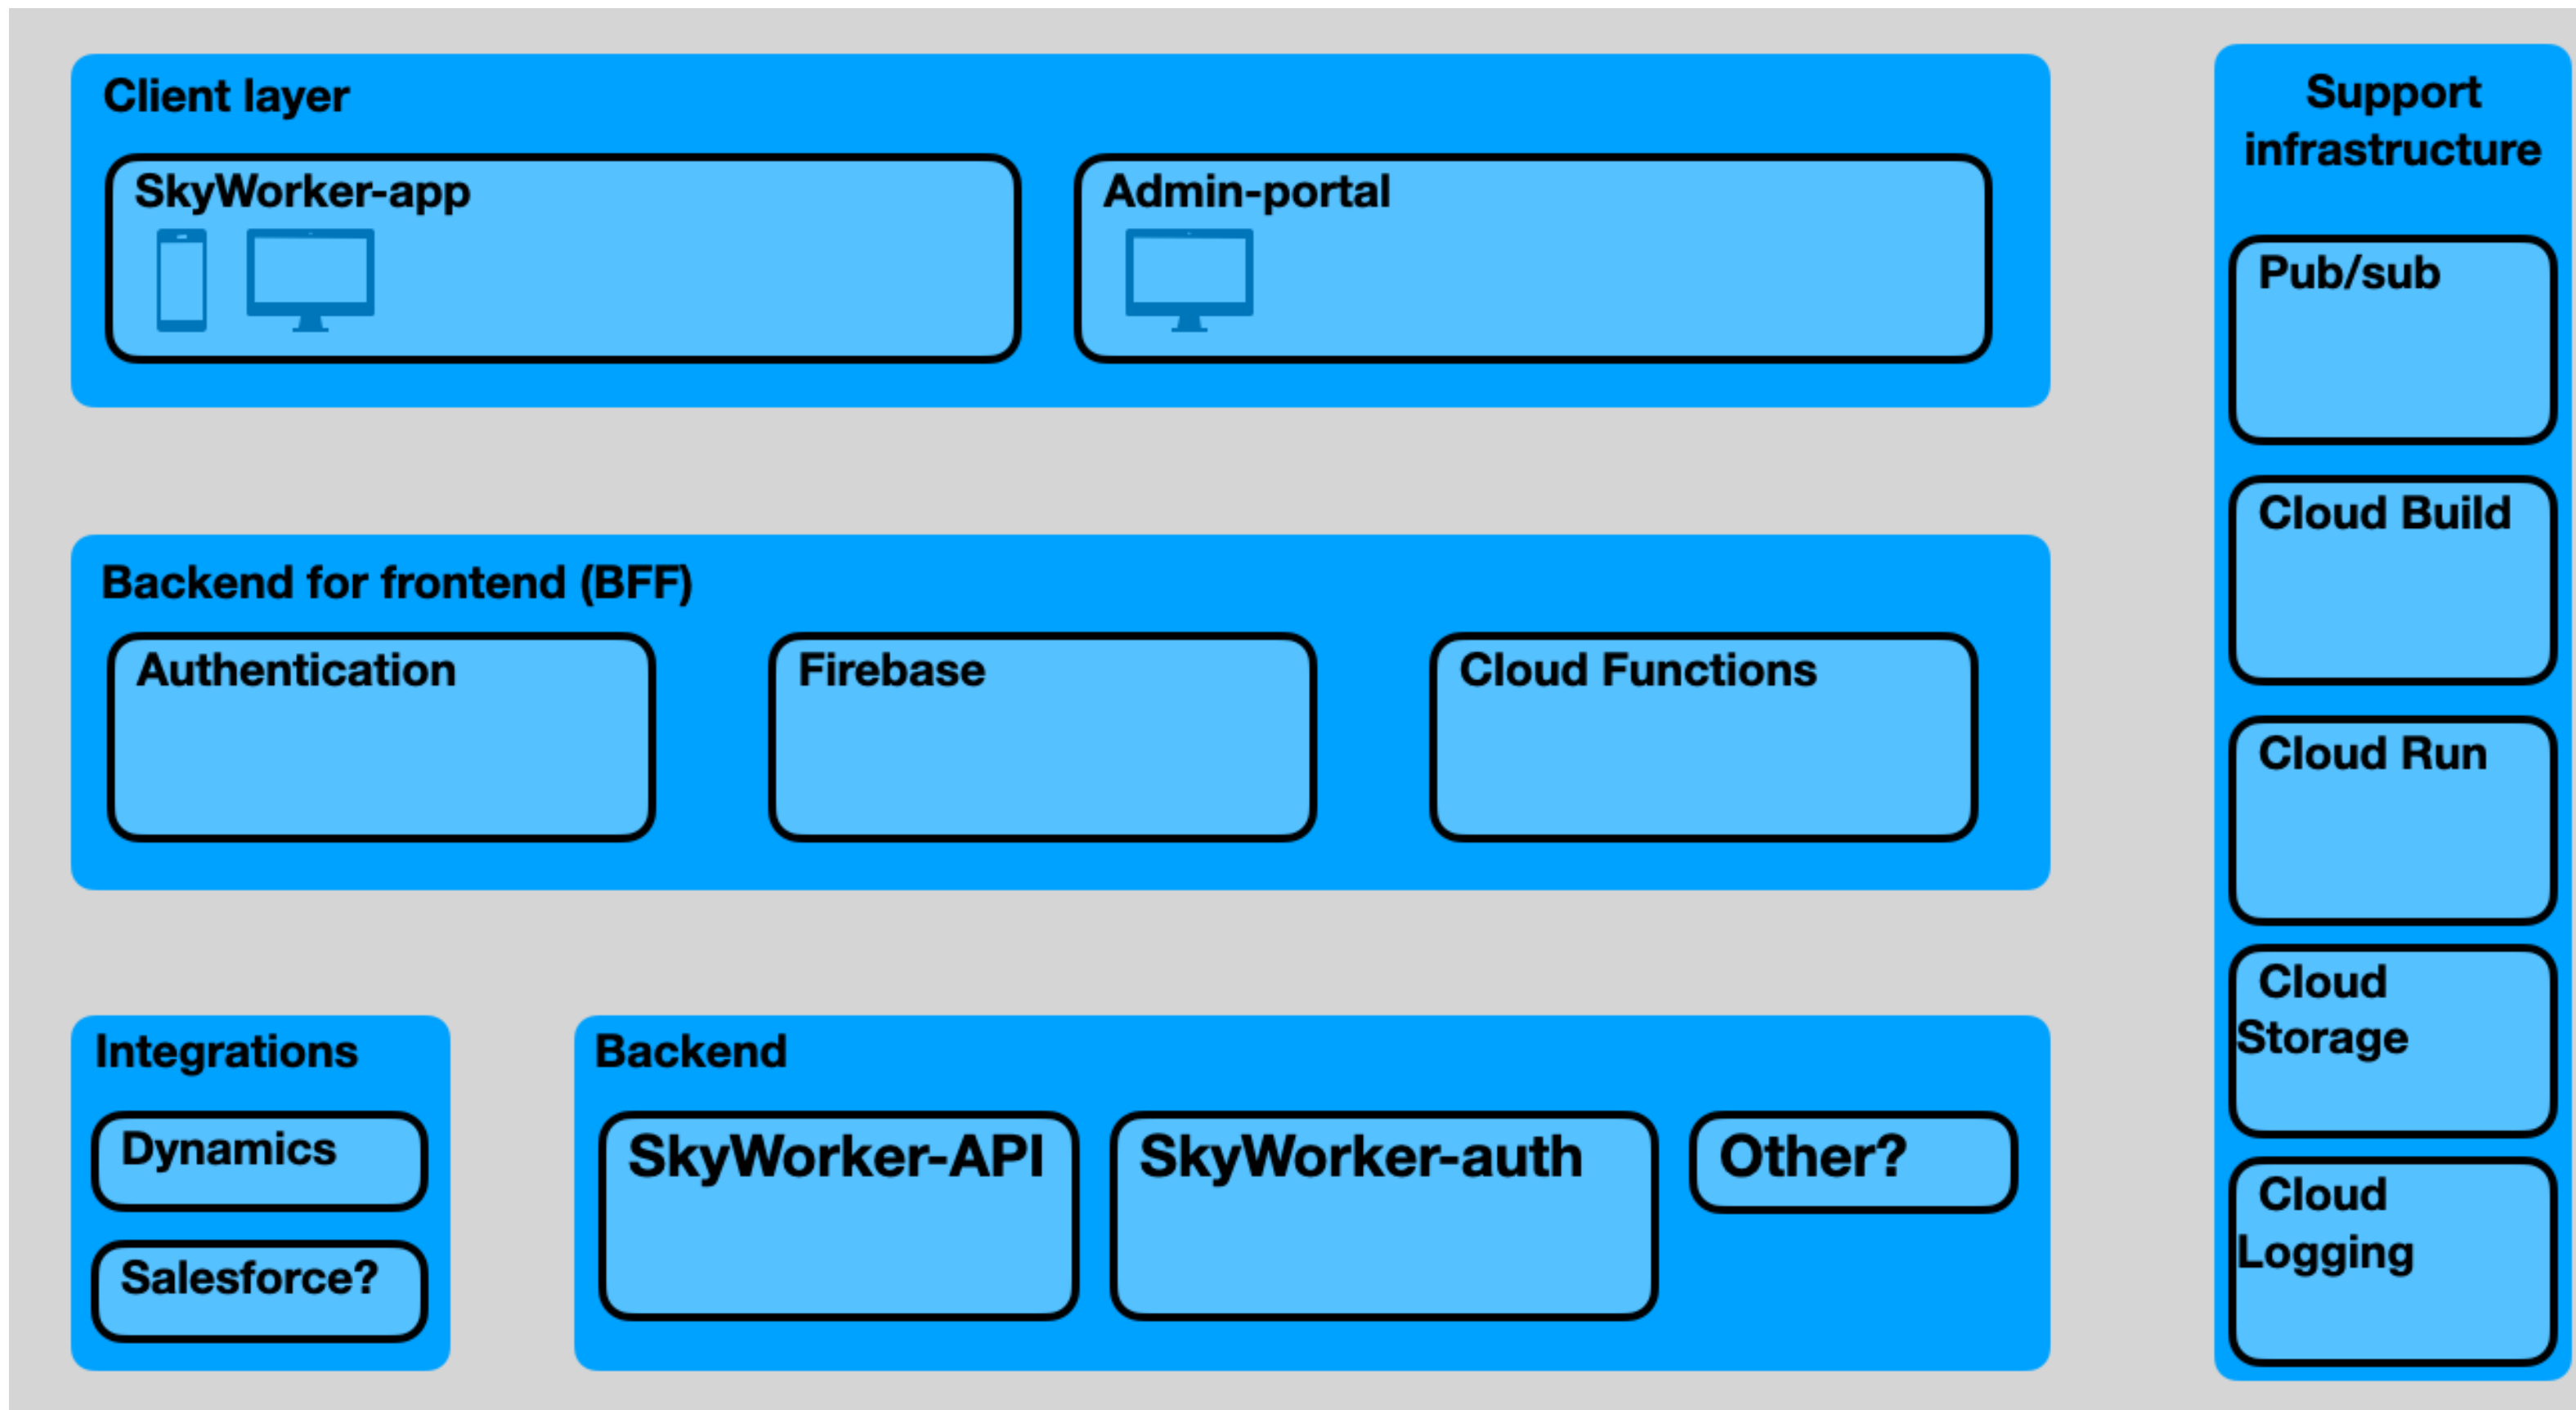 Client layer
SkyWorker-app
Admin-portal
Backend for frontend (BFF)
Authentication
Firebase
Cloud Functions
Integrations
Dynamics
Salesforce?
Backend
SkyWorker-API
SkyWorker-auth
Other?
Support
infrastructure
Pub/sub
Cloud Build
Cloud Run
Cloud
Storage
Cloud
Logging